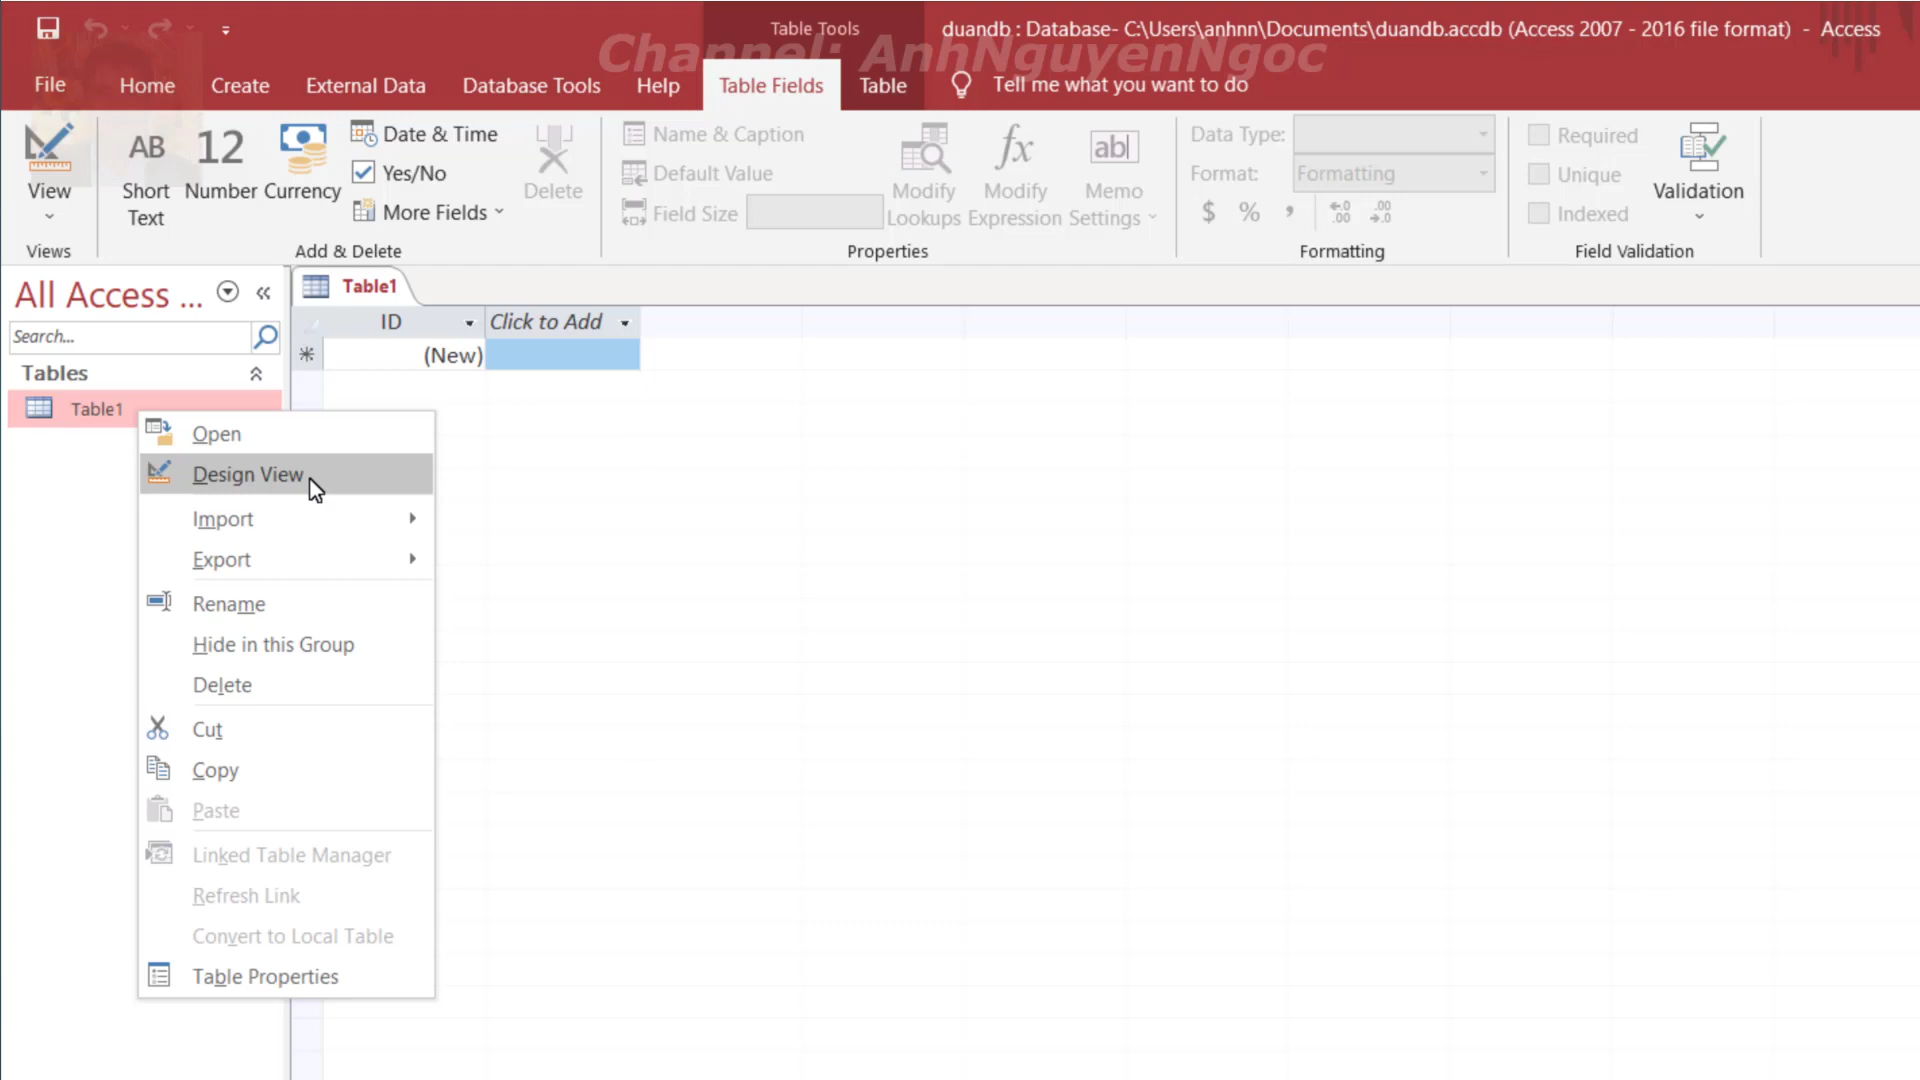 Table Tools
duandb : Database- C:\Users\anhnn\Documents\duandb.accdb (Access 2007 - 2016 file format) - Access
Channel: AnhNguyenNgoc
File Home Create External Data Database Tools Help Table Fields Table Tell me what you want to do
View
Views
AB
Short
Text
12
Number
Currency
Date & Time
Yes/No
More Fields
Delete
Add & Delete
Name & Caption
Default Value
Field Size
Modify
Lookups
fx
Modify
Expression
ab|
Memo
Settings
Properties
Data Type:
Format: Formatting
$ % , .0 .00 .00 .0
Formatting
Required
Unique
Indexed
Validation
Field Validation
All Access ...
Search...
Tables
Table1
Table1
ID Click to Add
(New)
Open
Design View
Import
Export
Rename
Hide in this Group
Delete
Cut
Copy
Paste
Linked Table Manager
Refresh Link
Convert to Local Table
Table Properties